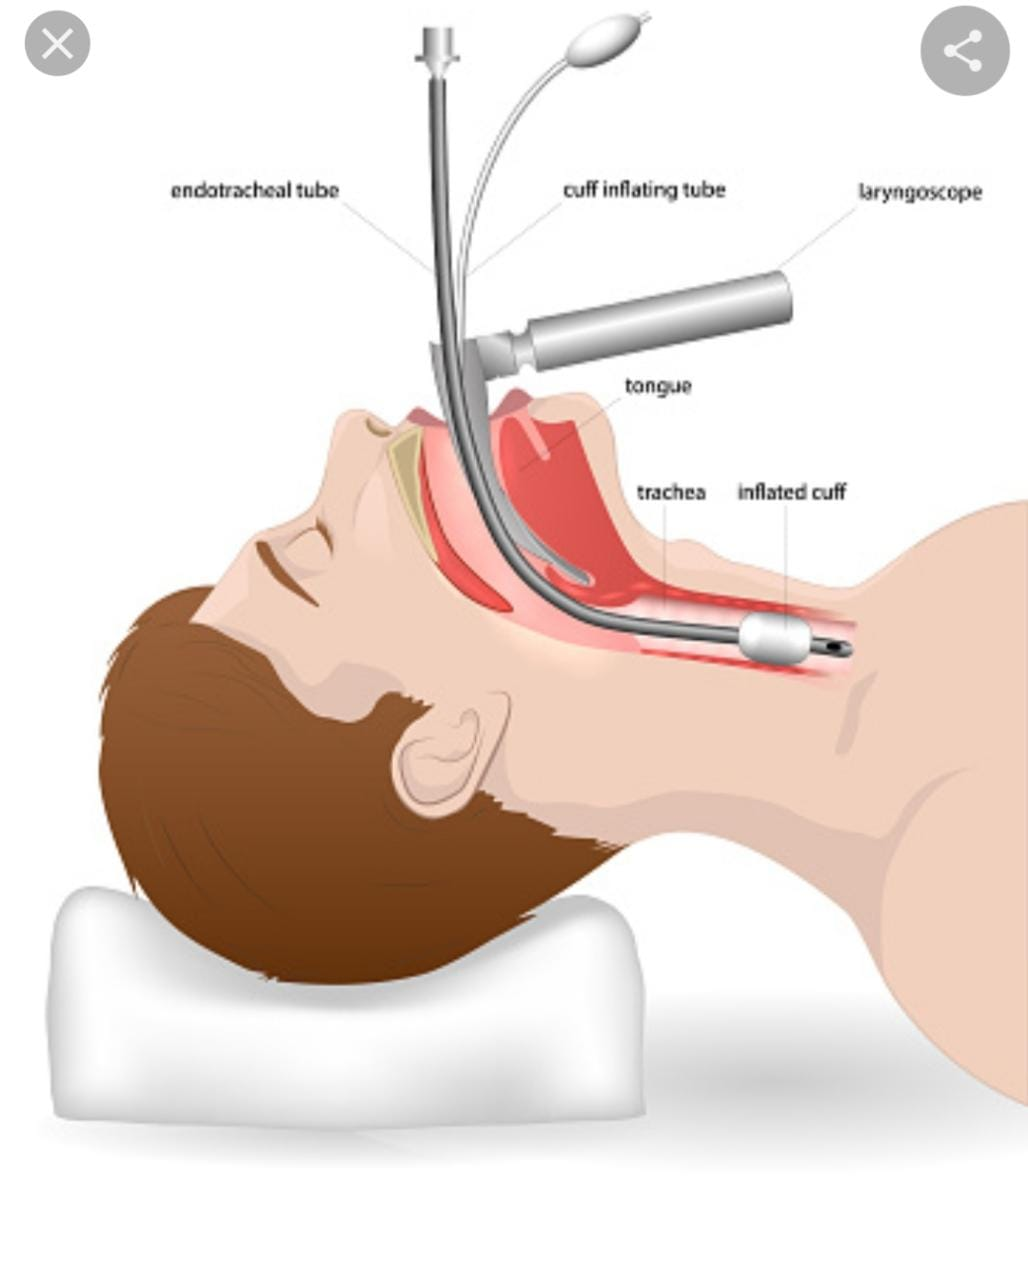 endotracheal tube
cuff inflating tube
laryngoscope
tongue
trachea
inflated cuff